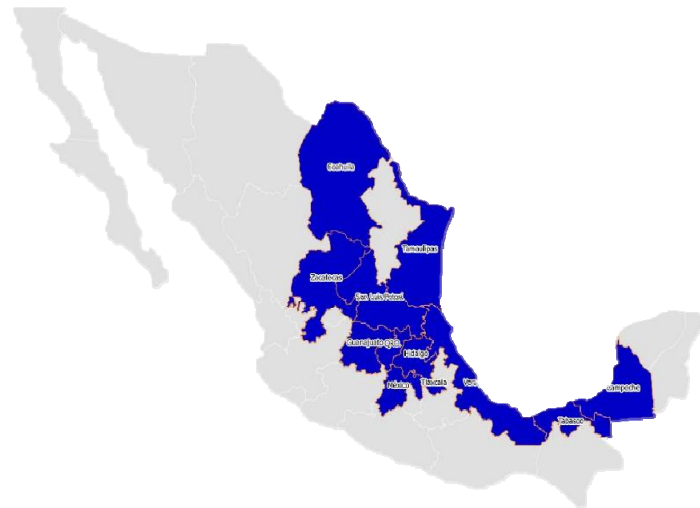 Coahuila
Tamaulipas
Zacatecas
San Luis Potosí
Guanajuato QRO.
Hidalgo
México
Tlaxcala
Ver.
Campeche
Tabasco